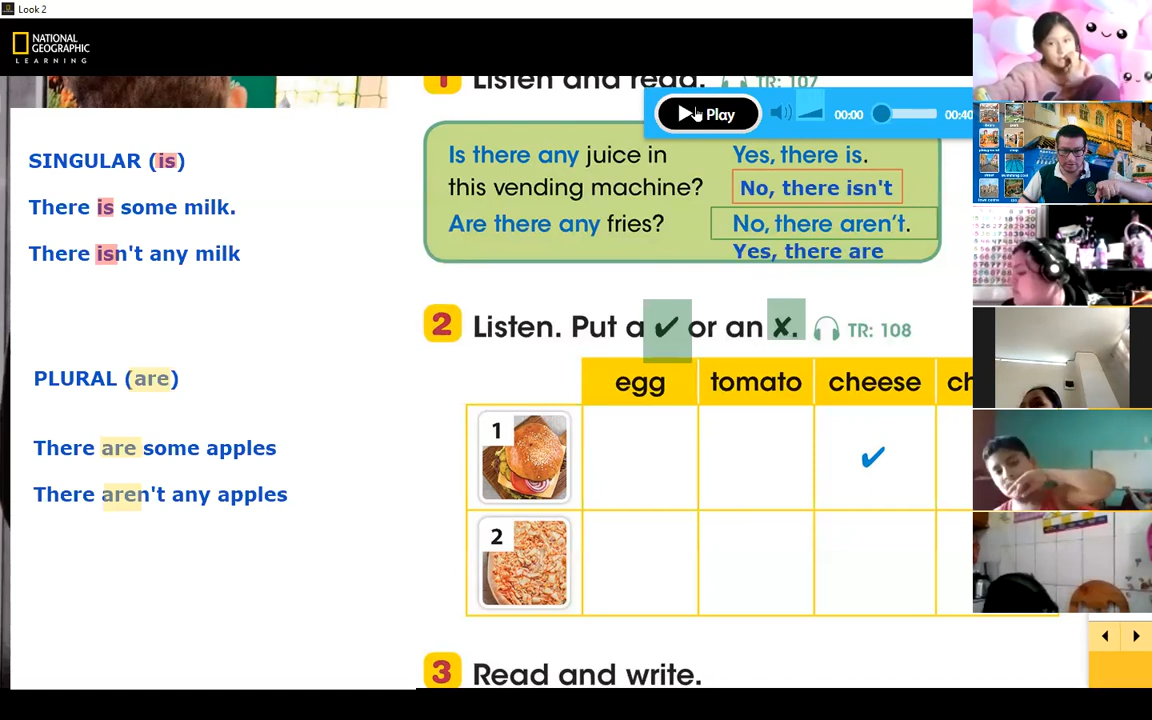 Look 2
NATIONAL
GEOGRAPHIC
LEARNING
SINGULAR (is)
There is some milk.
There isn't any milk
PLURAL (are)
There are some apples
There aren't any apples
1 Listen and read. TR: 107
Play 00:00 00:40
Is there any juice in Yes, there is.
this vending machine? No, there isn't
Are there any fries? No, there aren't.
Yes, there are
2 Listen. Put a ✔ or an ✘. TR: 108
egg tomato cheese ch
1 ✔
2
3 Read and write.